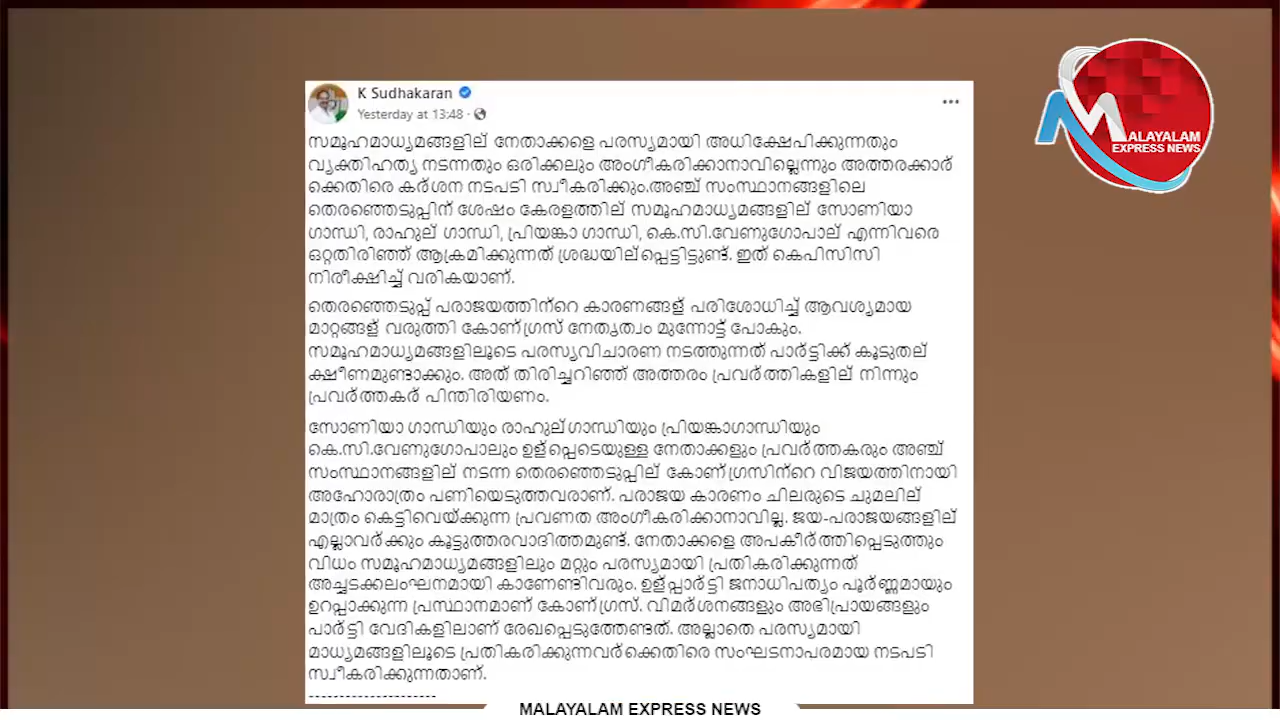 K Sudhakaran
Yesterday at 13:48 ·
സമൂഹമാധ്യമങ്ങളില് നേതാക്കളെ പരസ്യമായി അധിക്ഷേപിക്കുന്നതും
വ്യക്തിഹത്യ നടന്നതും ഒരിക്കലും അംഗീകരിക്കാനാവില്ലെന്നും അത്തരക്കാര്
ക്കെതിരെ കര്ശന നടപടി സ്വീകരിക്കും.അഞ്ച് സംസ്ഥാനങ്ങളിലെ
തെരഞ്ഞെടുപ്പിന് ശേഷം കേരളത്തില് സമൂഹമാധ്യമങ്ങളില് സോണിയാ
ഗാന്ധി, രാഹുല് ഗാന്ധി, പ്രിയങ്കാ ഗാന്ധി, കെ.സി.വേണുഗോപാല് എന്നിവരെ
ഒറ്റതിരിഞ്ഞ് ആക്രമിക്കുന്നത് ശ്രദ്ധയില്പ്പെട്ടിട്ടുണ്ട്. ഇത് കെപിസിസി
നിരീക്ഷിച്ച് വരികയാണ്.
തെരഞ്ഞെടുപ്പ് പരാജയത്തിന്റെ കാരണങ്ങള് പരിശോധിച്ച് ആവശ്യമായ
മാറ്റങ്ങള് വരുത്തി കോണ്ഗ്രസ് നേതൃത്വം മുന്നോട്ട് പോകും.
സമൂഹമാധ്യമങ്ങളിലൂടെ പരസ്യവിചാരണ നടത്തുന്നത് പാര്ട്ടിക്ക് കൂടുതല്
ക്ഷീണമുണ്ടാക്കും. അത് തിരിച്ചറിഞ്ഞ് അത്തരം പ്രവര്ത്തികളില് നിന്നും
പ്രവര്ത്തകര് പിന്തിരിയണം.
സോണിയാ ഗാന്ധിയും രാഹുല്ഗാന്ധിയും പ്രിയങ്കാഗാന്ധിയും
കെ.സി.വേണുഗോപാലും ഉള്പ്പെടെയുള്ള നേതാക്കളും പ്രവര്ത്തകരും അഞ്ച്
സംസ്ഥാനങ്ങളില് നടന്ന തെരഞ്ഞെടുപ്പില് കോണ്ഗ്രസിന്റെ വിജയത്തിനായി
അഹോരാത്രം പണിയെടുത്തവരാണ്. പരാജയ കാരണം ചിലരുടെ ചുമലില്
മാത്രം കെട്ടിവെയ്ക്കുന്ന പ്രവണത അംഗീകരിക്കാനാവില്ല. ജയ-പരാജയങ്ങളില്
എല്ലാവര്ക്കും കൂട്ടുത്തരവാദിത്തമുണ്ട്. നേതാക്കളെ അപകീര്ത്തിപ്പെടുത്തും
വിധം സമൂഹമാധ്യമങ്ങളിലും മറ്റും പരസ്യമായി പ്രതികരിക്കുന്നത്
അച്ചടക്കലംഘനമായി കാണേണ്ടിവരും. ഉള്പ്പാര്ട്ടി ജനാധിപത്യം പൂര്ണ്ണമായും
ഉറപ്പാക്കുന്ന പ്രസ്ഥാനമാണ് കോണ്ഗ്രസ്. വിമര്ശനങ്ങളും അഭിപ്രായങ്ങളും
പാര്ട്ടി വേദികളിലാണ് രേഖപ്പെടുത്തേണ്ടത്. അല്ലാതെ പരസ്യമായി
മാധ്യമങ്ങളിലൂടെ പ്രതികരിക്കുന്നവര്ക്കെതിരെ സംഘടനാപരമായ നടപടി
സ്വീകരിക്കുന്നതാണ്.
---------------------
MALAYALAM
EXPRESS NEWS
MALAYALAM EXPRESS NEWS